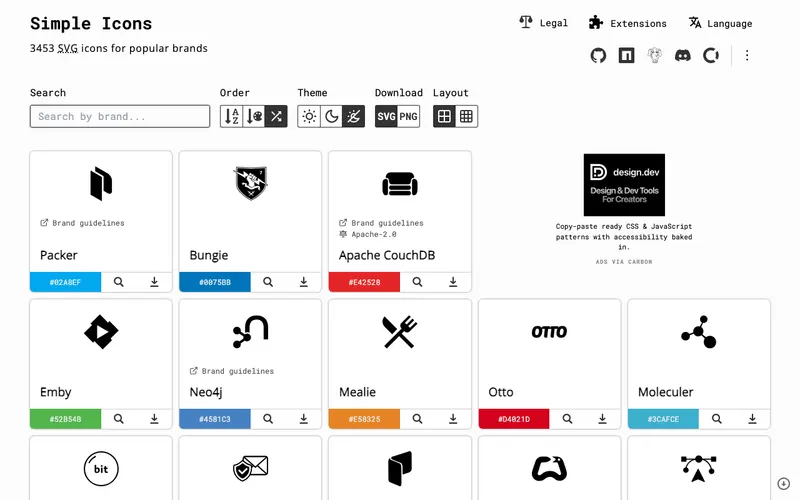 Simple Icons
3453 SVG icons for popular brands
Legal
Extensions
Language
Search
Order
Theme
Download
Layout
Search by brand...
A
Z
SVG
PNG
Brand guidelines
Packer
#02A8EF
7
Bungie
#0075BB
Brand guidelines
Apache-2.0
Apache CouchDB
#E42528
D design.dev
Design & Dev Tools
For Creators
Copy-paste ready CSS & JavaScript
patterns with accessibility baked
in.
ADS VIA CARBON
Emby
#52B54B
Brand guidelines
Neo4j
#4581C3
Mealie
#E58325
OTTO
Otto
#D4021D
Moleculer
#3CAFCE
bit